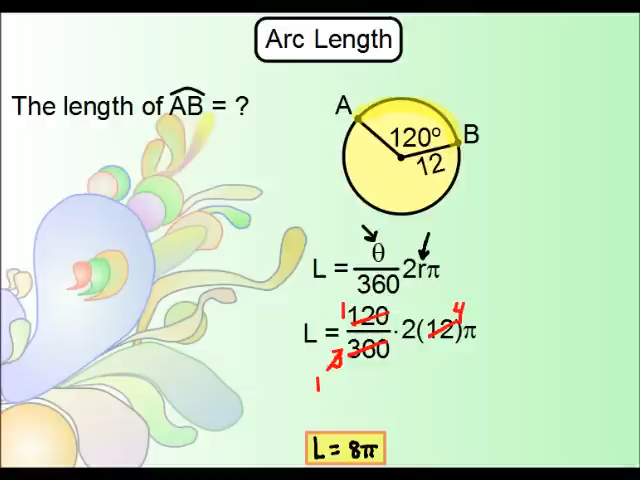 Arc Length
The length of AB = ?
A
B
120°
12
L = θ/360 2rπ
1 4
L = 120/360 · 2(12)π
3
1
L = 8π